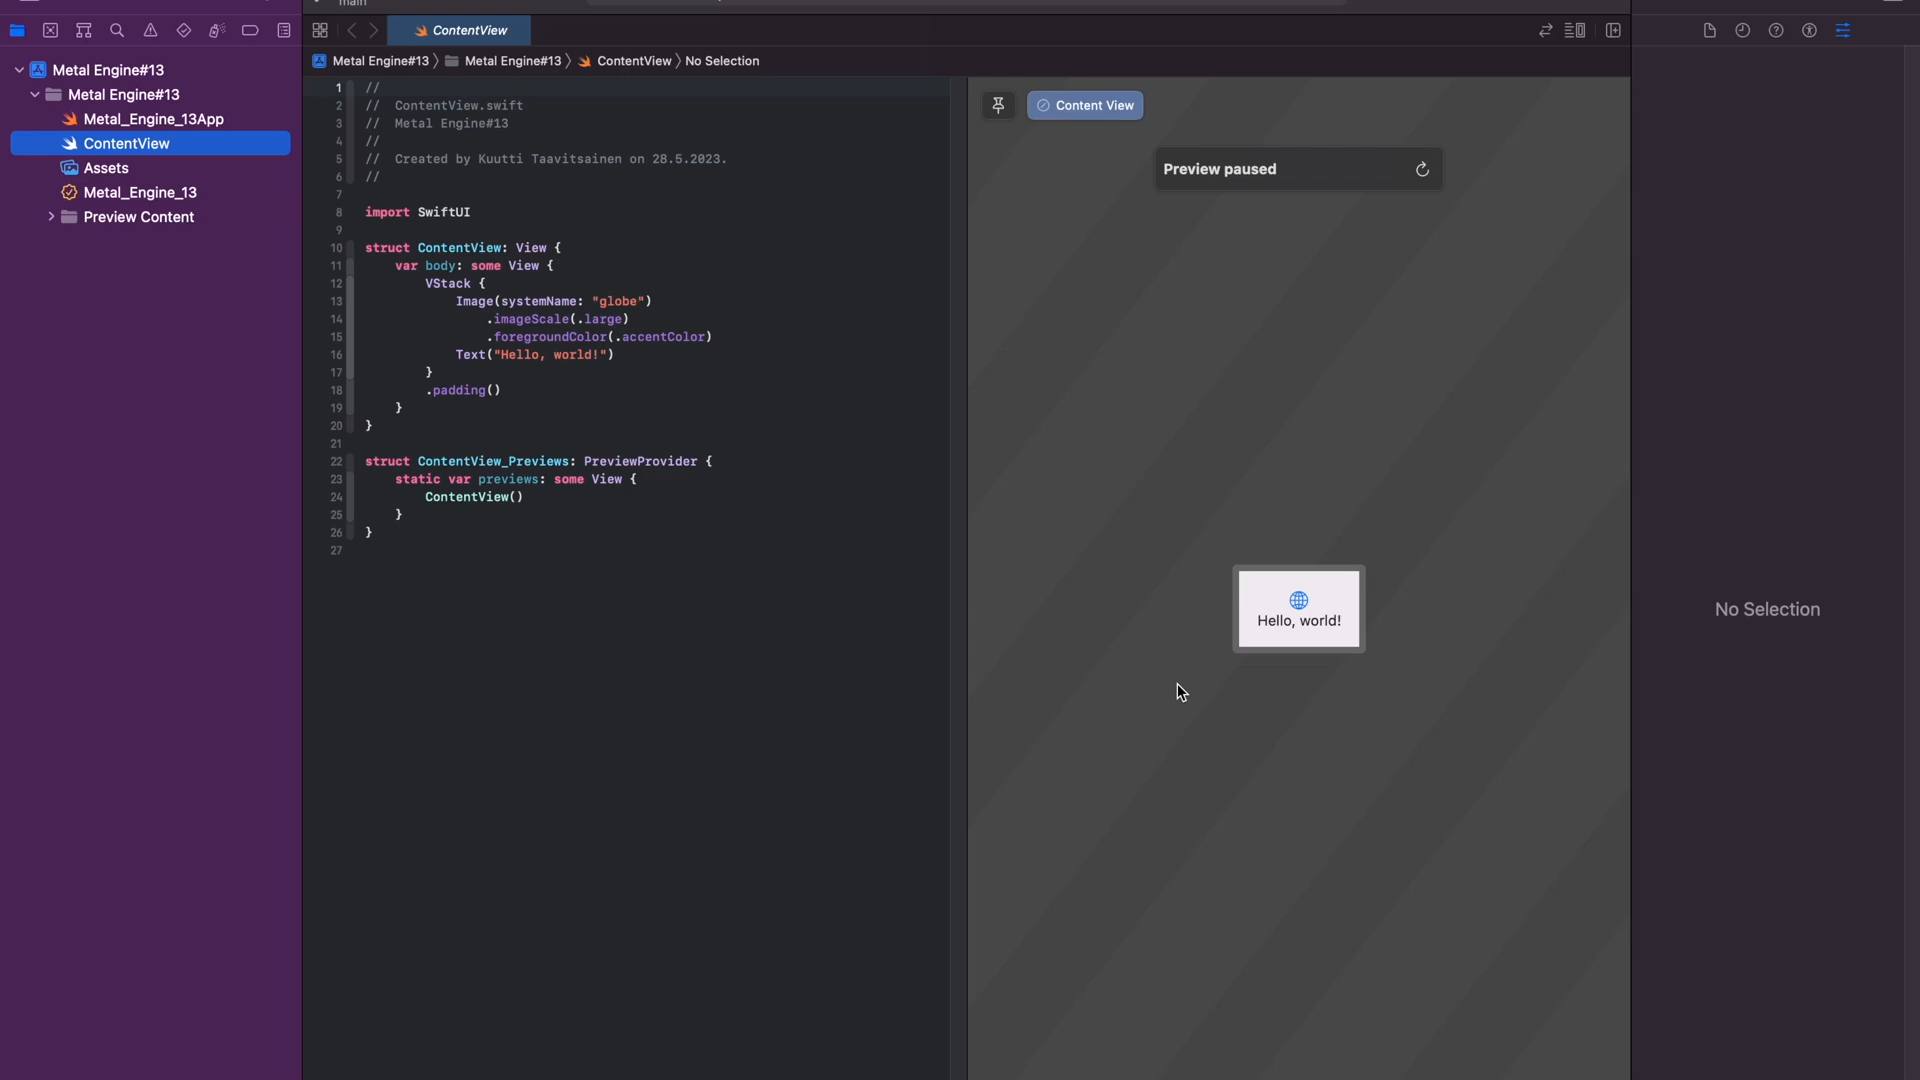 main
ContentView
Metal Engine#13 Metal Engine#13 ContentView No Selection
Metal Engine#13
Metal Engine#13
Metal_Engine_13App
ContentView
Assets
Metal_Engine_13
Preview Content
1 //
2 // ContentView.swift
3 // Metal Engine#13
4 //
5 // Created by Kuutti Taavitsainen on 28.5.2023.
6 //
7
8 import SwiftUI
9
10 struct ContentView: View {
11 var body: some View {
12 VStack {
13 Image(systemName: "globe")
14 .imageScale(.large)
15 .foregroundColor(.accentColor)
16 Text("Hello, world!")
17 }
18 .padding()
19 }
20 }
21
22 struct ContentView_Previews: PreviewProvider {
23 static var previews: some View {
24 ContentView()
25 }
26 }
27
Content View
Preview paused
Hello, world!
No Selection